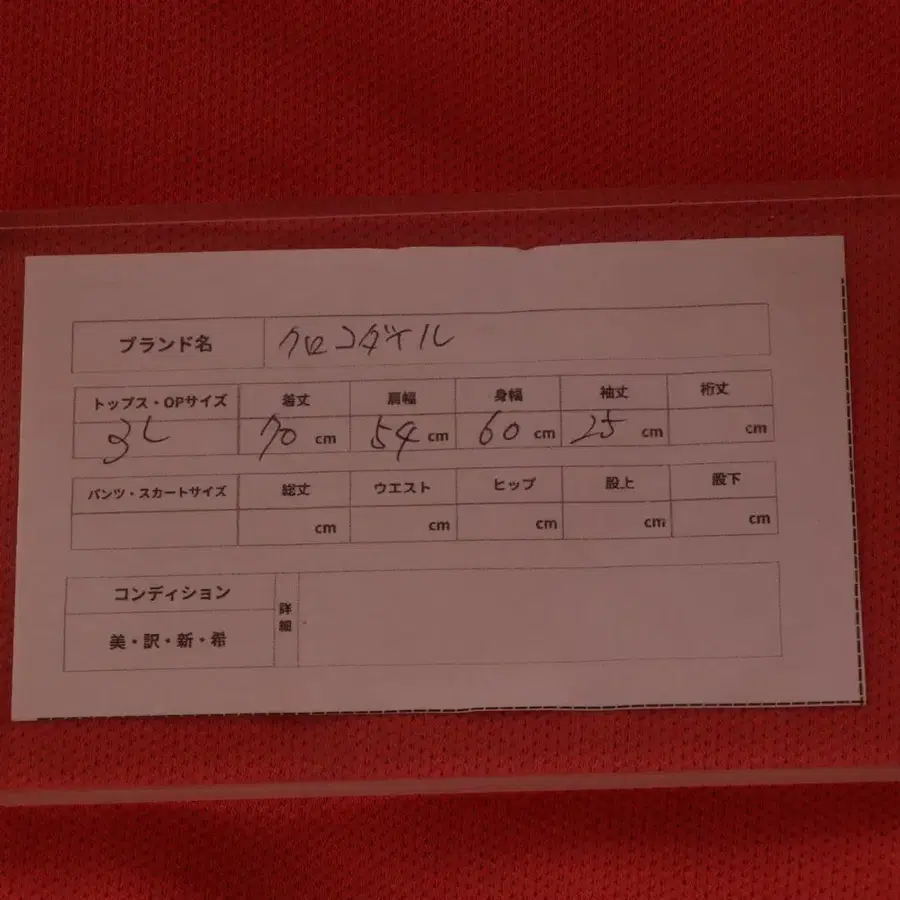 ブランド名 クロコダイル
トップス・OPサイズ 着丈 肩幅 身幅 袖丈 裄丈
3L 70 cm 54 cm 60 cm 25 cm cm
パンツ・スカートサイズ 総丈 ウエスト ヒップ 股上 股下
cm cm cm cm cm
コンディション 詳細
美・訳・新・希